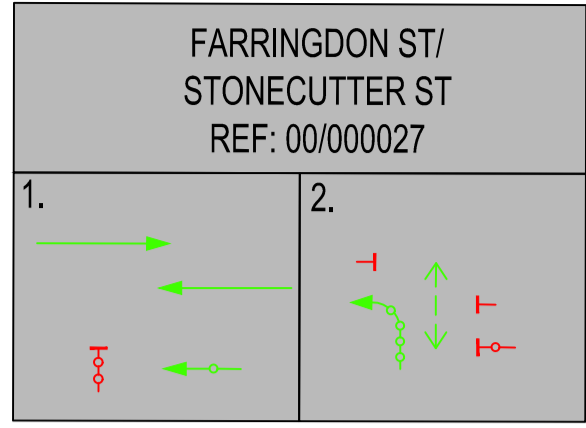 FARRINGDON ST/
STONECUTTER ST
REF: 00/000027
1.
2.